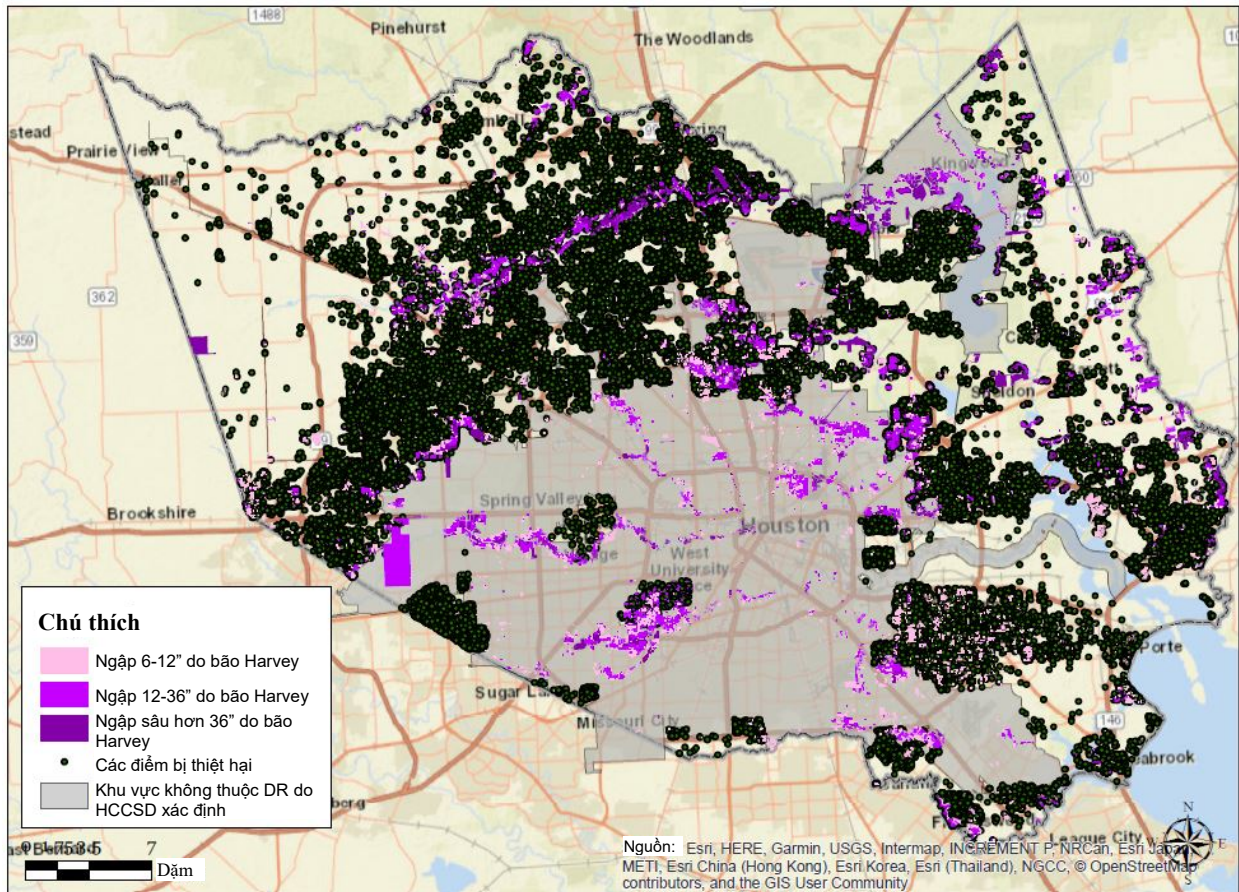 1488
Pinehurst
The Woodlands
stead
Prairie View
Kingwood
362
359
Sheldon
Brookshire
Spring Valley
Houston
West
University
Sugar La
Missouri City
Porte
146
abrook
League City
Chú thích
Ngập 6-12” do bão Harvey
Ngập 12-36” do bão Harvey
Ngập sâu hơn 36” do bão
Harvey
Các điểm bị thiệt hại
Khu vực không thuộc DR do
HCCSD xác định
7
Dặm
N
E
S
Nguồn: Esri, HERE, Garmin, USGS, Intermap, INCREMENT P, NRCan, Esri Japan,
METI, Esri China (Hong Kong), Esri Korea, Esri (Thailand), NGCC, © OpenStreetMap
contributors, and the GIS User Community